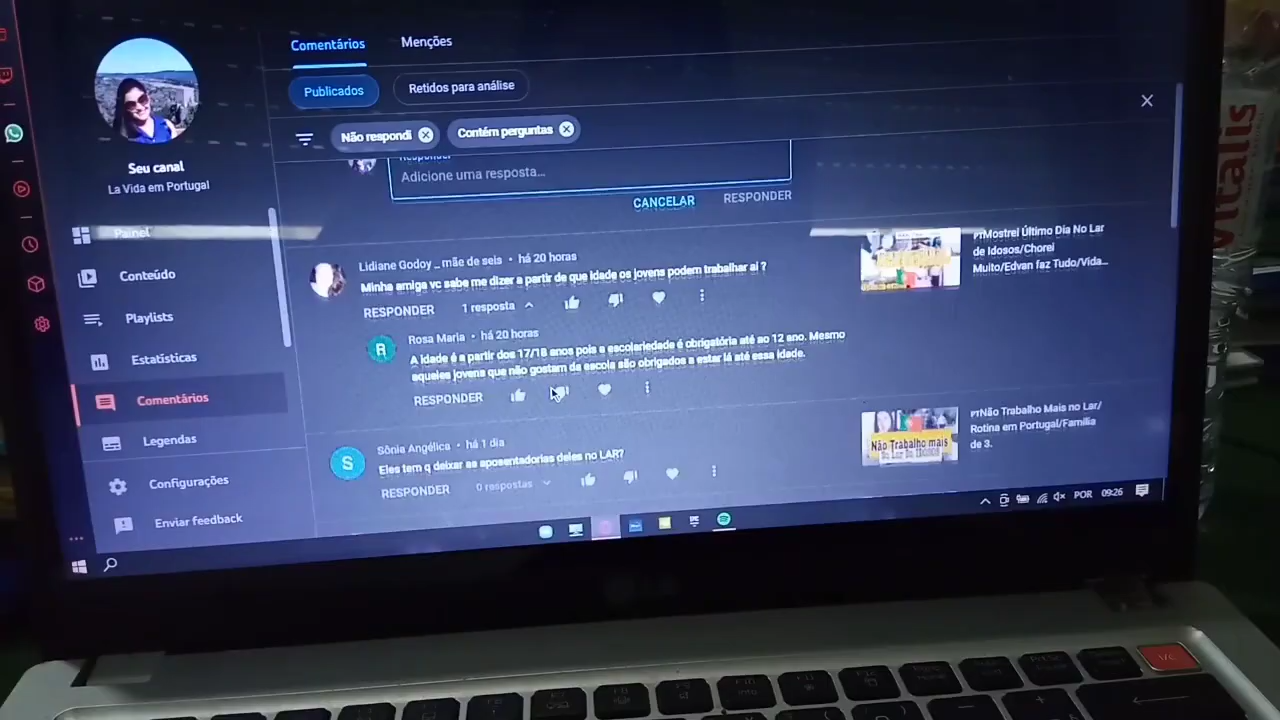 Comentários
Menções
Publicados
Retidos para análise
Não respondi
Contém perguntas
Seu canal
La Vida em Portugal
Painel
Conteúdo
Playlists
Estatísticas
Comentários
Legendas
Configurações
Enviar feedback
Responder
Adicione uma resposta...
CANCELAR
RESPONDER
Lidiane Godoy _ mãe de seis • há 20 horas
Minha amiga vc sabe me dizer a partir de que idade os jovens podem trabalhar ai ?
RESPONDER
1 resposta
PTMostrei Último Dia No Lar
de Idosos/Chorei
Muito/Edvan faz Tudo/Vida...
R
Rosa Maria • há 20 horas
A idade é a partir dos 17/18 anos pois a escolariedade é obrigatória até ao 12 ano. Mesmo
aqueles jovens que não gostam da escola são obrigados a estar lá até essa idade.
RESPONDER
S
Sônia Angélica • há 1 dia
Eles tem q deixar as aposentadorias deles no LAR?
RESPONDER
0 respostas
Não Trabalho mais
PTNão Trabalho Mais no Lar/
Rotina em Portugal/Família
de 3.
POR
09:26
Vitalis